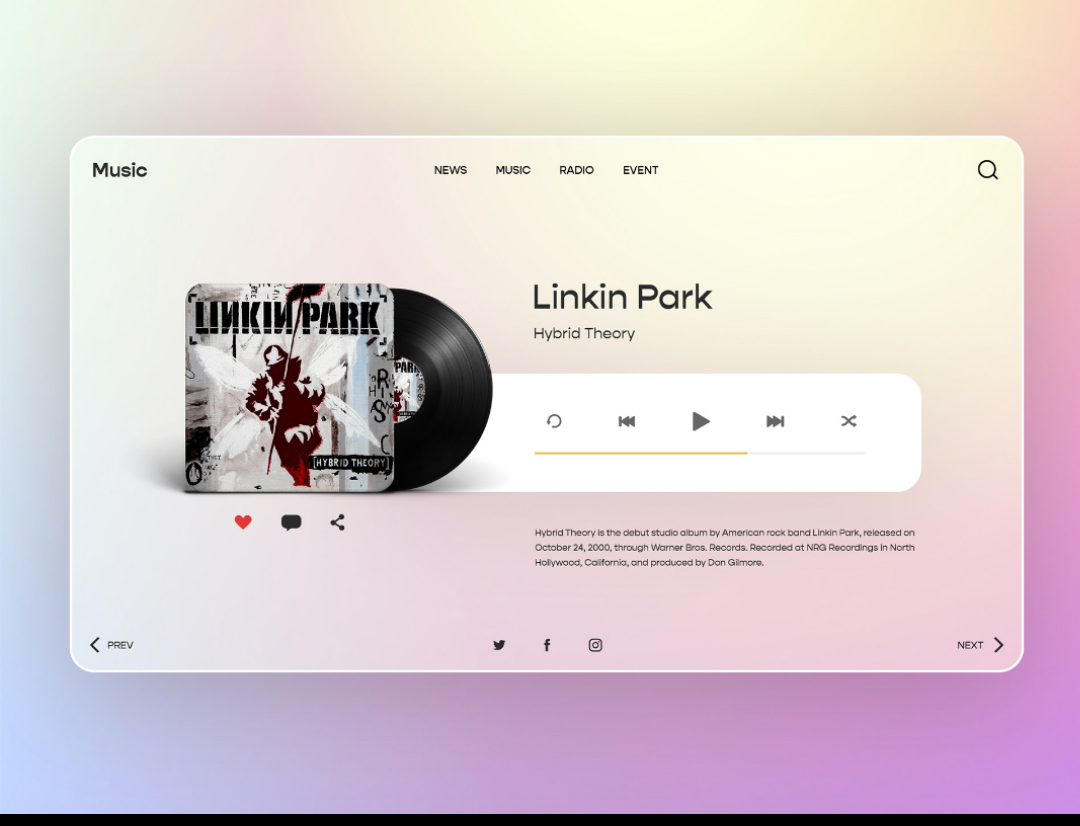 Music
NEWS MUSIC RADIO EVENT
LINKIN PARK
[HYBRID THEORY]
Linkin Park
Hybrid Theory
Hybrid Theory is the debut studio album by American rock band Linkin Park, released on
October 24, 2000, through Warner Bros. Records. Recorded at NRG Recordings in North
Hollywood, California, and produced by Don Gilmore.
PREV
NEXT